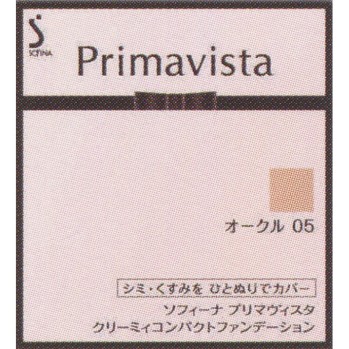 SOFINA
Primavista
オークル 05
シミ・くすみを ひとぬりでカバー
ソフィーナ プリマヴィスタ
クリーミィコンパクトファンデーション